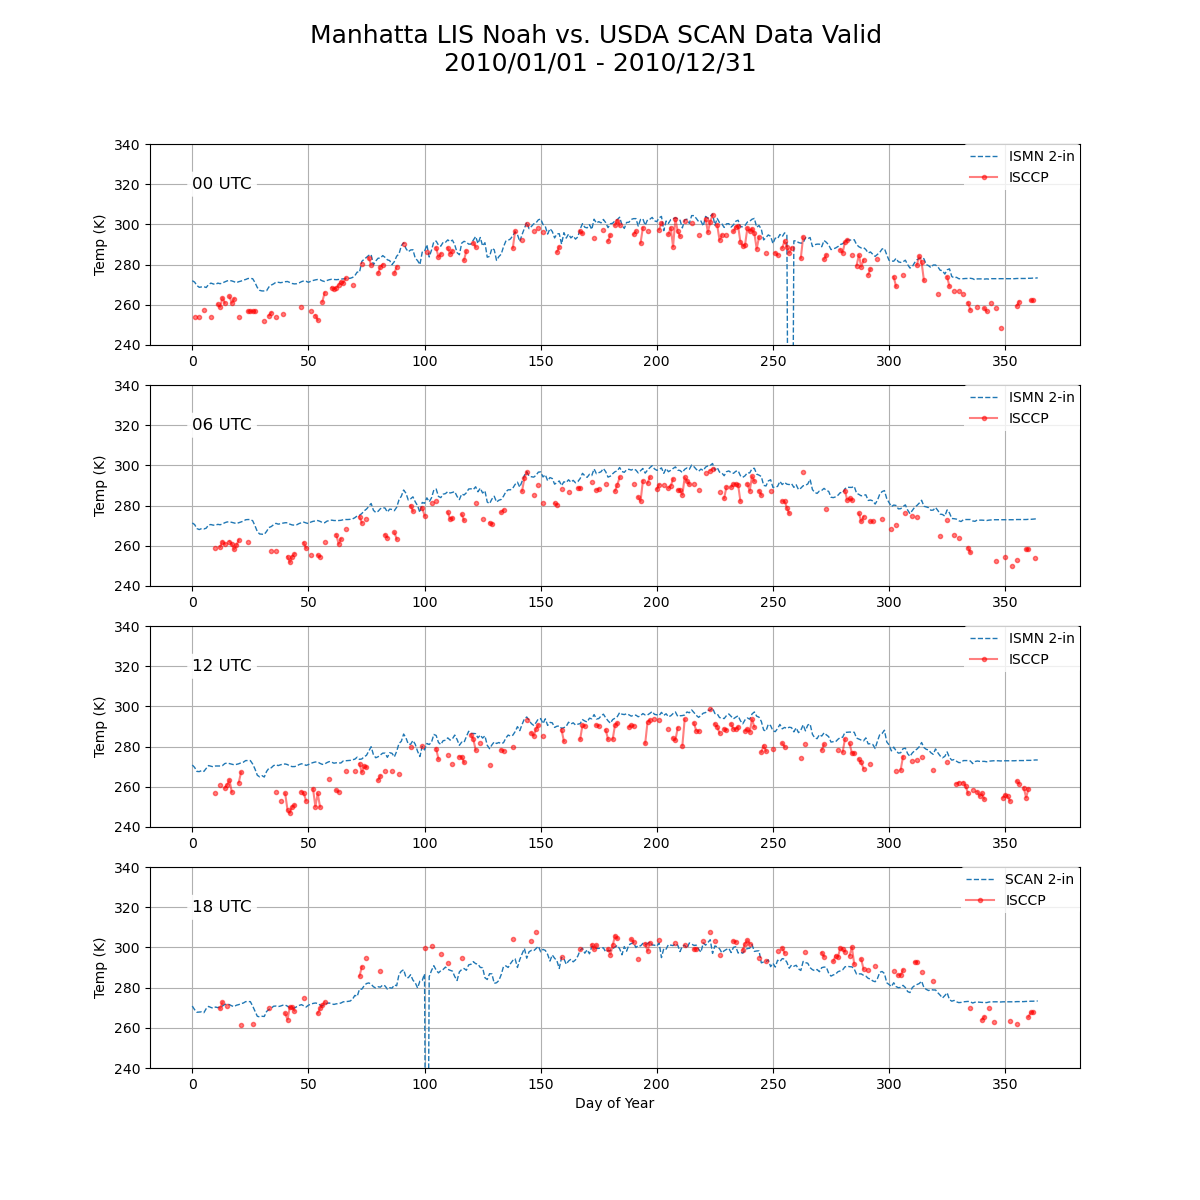 Manhatta LIS Noah vs. USDA SCAN Data Valid
2010/01/01 - 2010/12/31
340
320
300
280
260
240
Temp (K)
00 UTC
ISMN 2-in
ISCCP
0 50 100 150 200 250 300 350
340
320
300
280
260
240
Temp (K)
06 UTC
ISMN 2-in
ISCCP
0 50 100 150 200 250 300 350
340
320
300
280
260
240
Temp (K)
12 UTC
ISMN 2-in
ISCCP
0 50 100 150 200 250 300 350
340
320
300
280
260
240
Temp (K)
18 UTC
SCAN 2-in
ISCCP
0 50 100 150 200 250 300 350
Day of Year